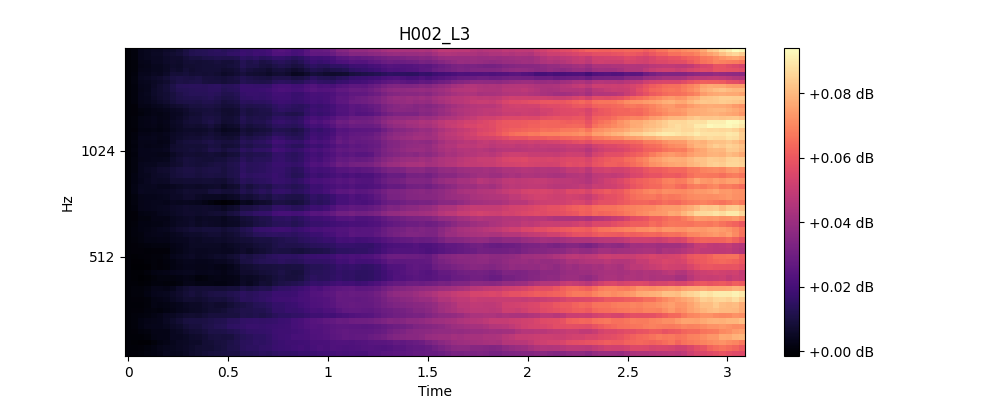 H002_L3
Hz
1024
512
0
0.5
1
1.5
2
2.5
3
Time
+0.08 dB
+0.06 dB
+0.04 dB
+0.02 dB
+0.00 dB